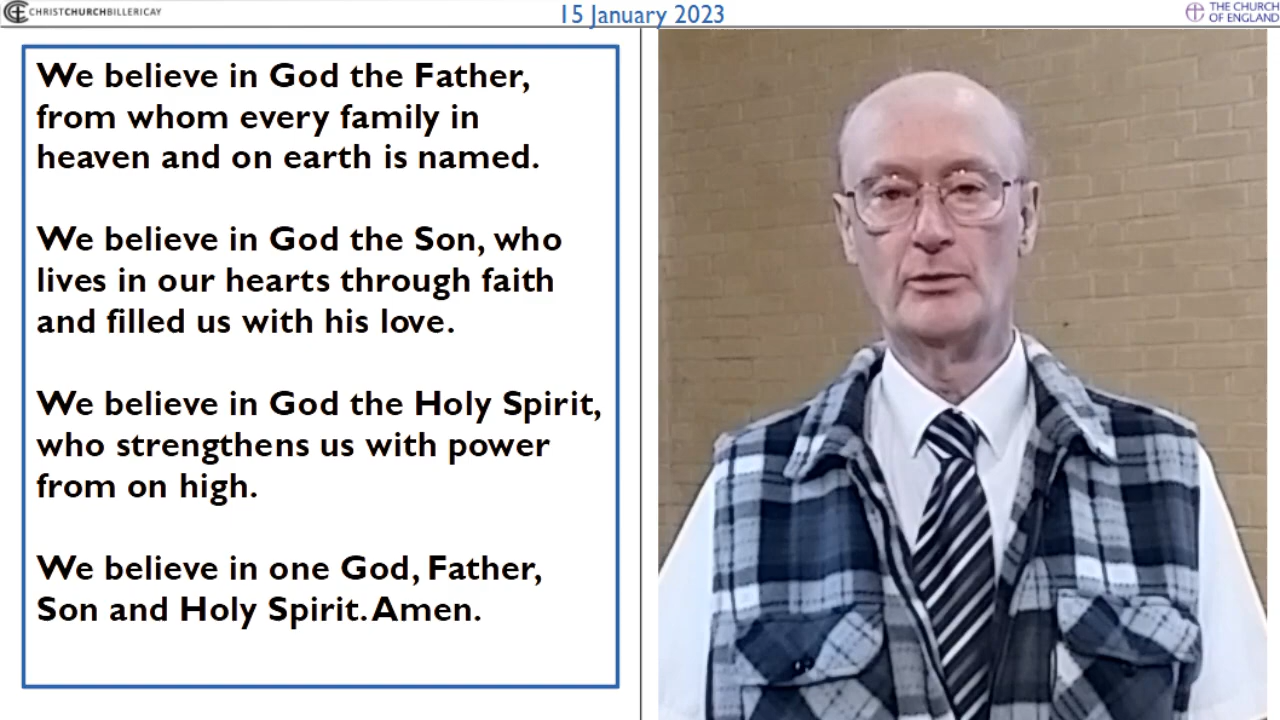 CHRISTCHURCHBILLERICAY
15 January 2023
THE CHURCH
OF ENGLAND
We believe in God the Father,
from whom every family in
heaven and on earth is named.
We believe in God the Son, who
lives in our hearts through faith
and filled us with his love.
We believe in God the Holy Spirit,
who strengthens us with power
from on high.
We believe in one God, Father,
Son and Holy Spirit. Amen.